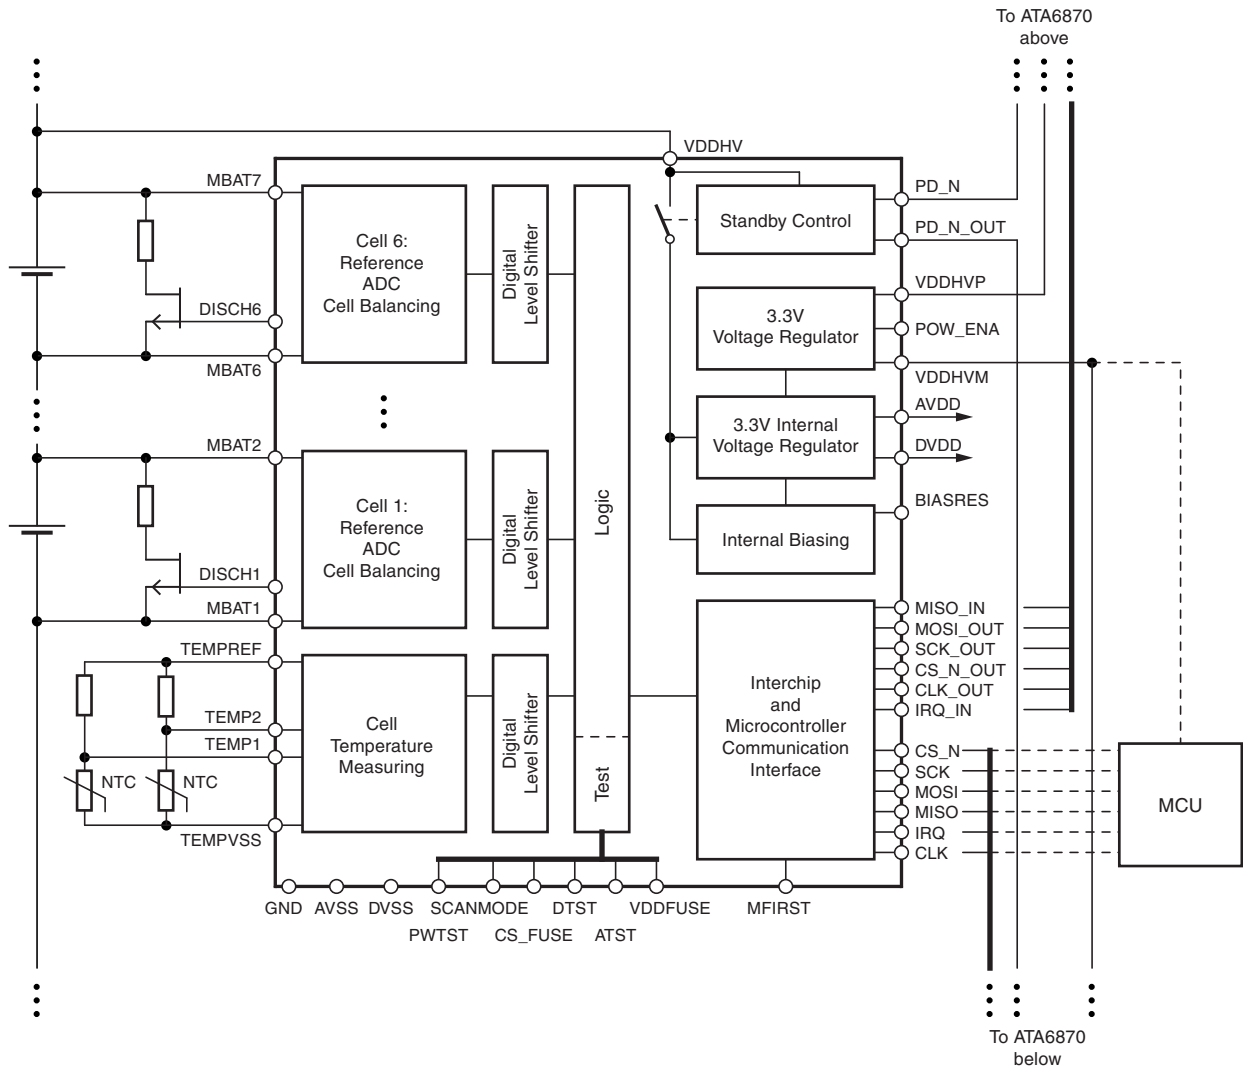 To ATA6870
above
VDDHV
MBAT7
PD_N
Cell 6:
Reference
ADC
Cell Balancing
Digital
Level Shifter
Standby Control
PD_N_OUT
DISCH6
VDDHVP
3.3V
Voltage Regulator
POW_ENA
MBAT6
VDDHVM
AVDD
MBAT2
3.3V Internal
Voltage Regulator
DVDD
Cell 1:
Reference
ADC
Cell Balancing
Digital
Level Shifter
Logic
BIASRES
Internal Biasing
DISCH1
MBAT1
MISO_IN
MOSI_OUT
SCK_OUT
CS_N_OUT
CLK_OUT
IRQ_IN
TEMPREF
TEMP2
TEMP1
NTC
NTC
Cell
Temperature
Measuring
Digital
Level Shifter
Test
Interchip
and
Microcontroller
Communication
Interface
CS_N
SCK
MOSI
MISO
IRQ
CLK
MCU
TEMPVSS
GND
AVSS
DVSS
SCANMODE
DTST
VDDFUSE
MFIRST
PWTST
CS_FUSE
ATST
To ATA6870
below